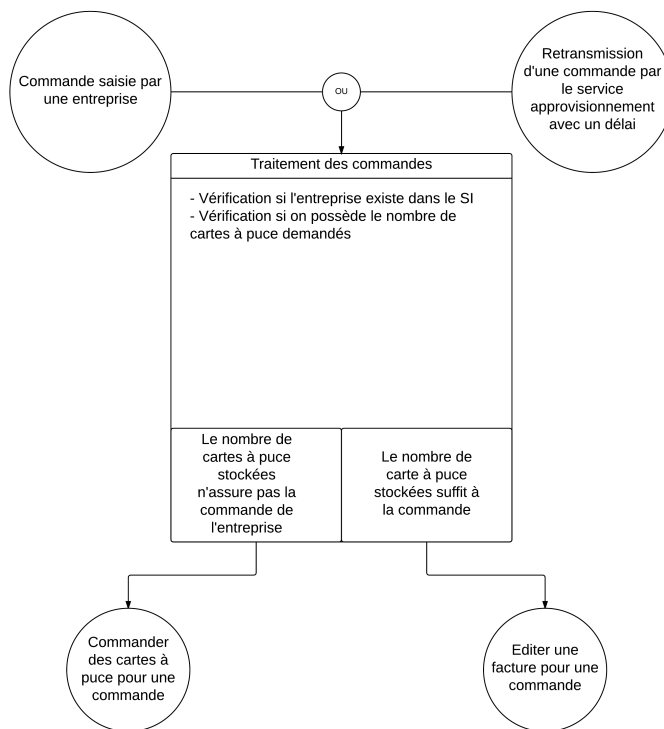 Commande saisie par
une entreprise
OU
Retransmission
d'une commande par
le service
approvisionnement
avec un délai
Traitement des commandes
- Vérification si l'entreprise existe dans le SI
- Vérification si on possède le nombre de
cartes à puce demandés
Le nombre de
cartes à puce
stockées
n'assure pas la
commande de
l'entreprise
Le nombre de
carte à puce
stockées suffit à
la commande
Commander
des cartes à
puce pour une
commande
Editer une
facture pour une
commande